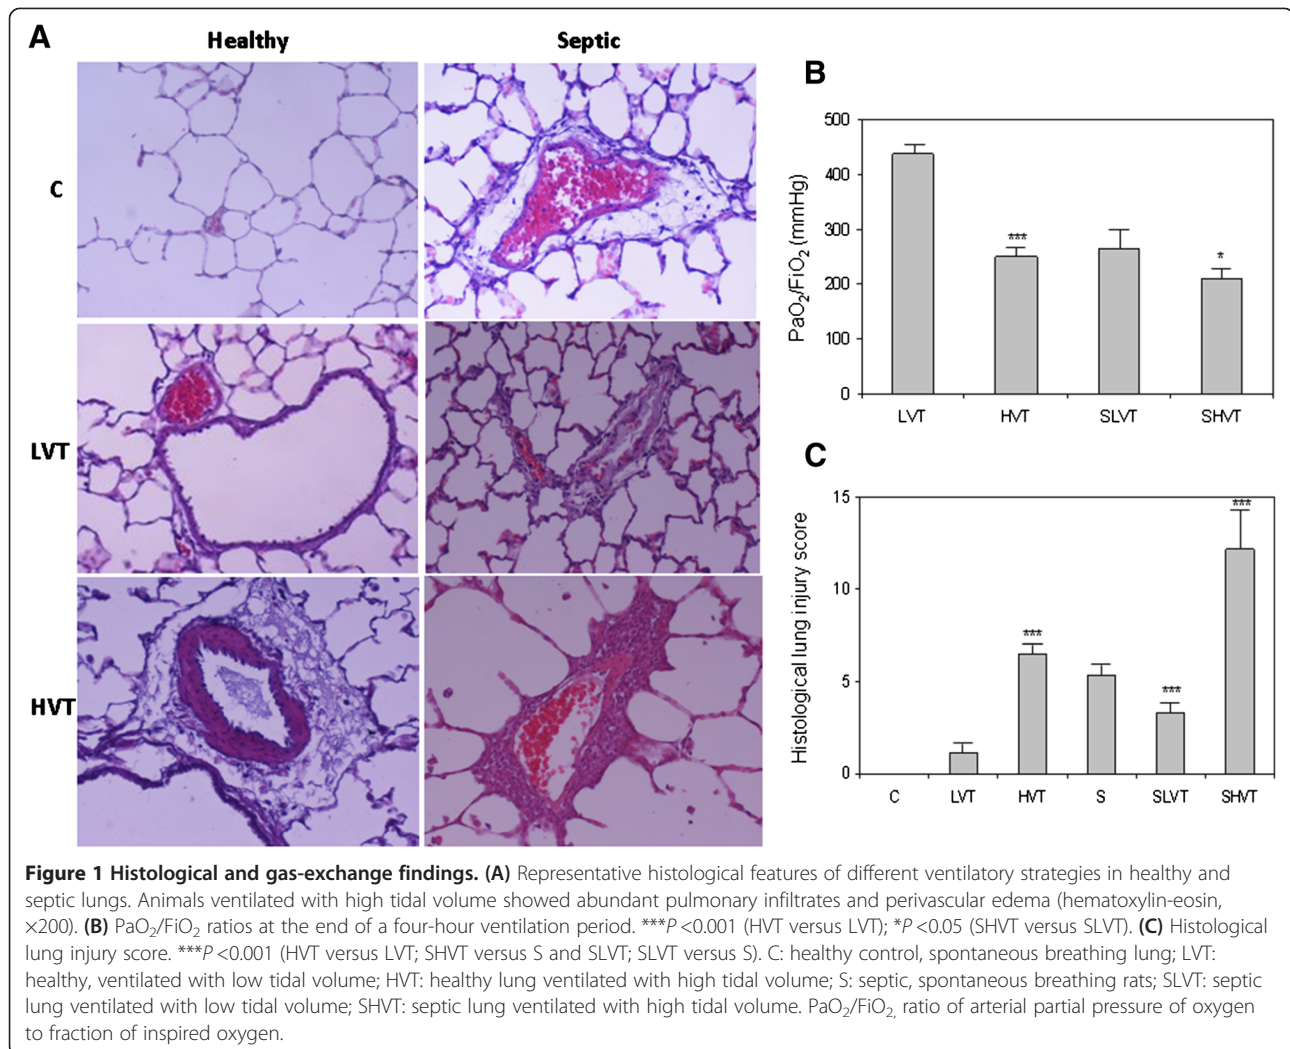 A
Healthy
Septic
C
LVT
HVT
B
500
400
300
200
100
0
PaO2/FiO2 (mmHg)
***
*
LVT
HVT
SLVT
SHVT
C
15
10
5
0
Histological lung injury score
***
***
***
C
LVT
HVT
S
SLVT
SHVT
Figure 1 Histological and gas-exchange findings. (A) Representative histological features of different ventilatory strategies in healthy and
septic lungs. Animals ventilated with high tidal volume showed abundant pulmonary infiltrates and perivascular edema (hematoxylin-eosin,
×200). (B) PaO2/FiO2 ratios at the end of a four-hour ventilation period. ***P <0.001 (HVT versus LVT); *P <0.05 (SHVT versus SLVT). (C) Histological
lung injury score. ***P <0.001 (HVT versus LVT; SHVT versus S and SLVT; SLVT versus S). C: healthy control, spontaneous breathing lung; LVT:
healthy, ventilated with low tidal volume; HVT: healthy lung ventilated with high tidal volume; S: septic, spontaneous breathing rats; SLVT: septic
lung ventilated with low tidal volume; SHVT: septic lung ventilated with high tidal volume. PaO2/FiO2, ratio of arterial partial pressure of oxygen
to fraction of inspired oxygen.